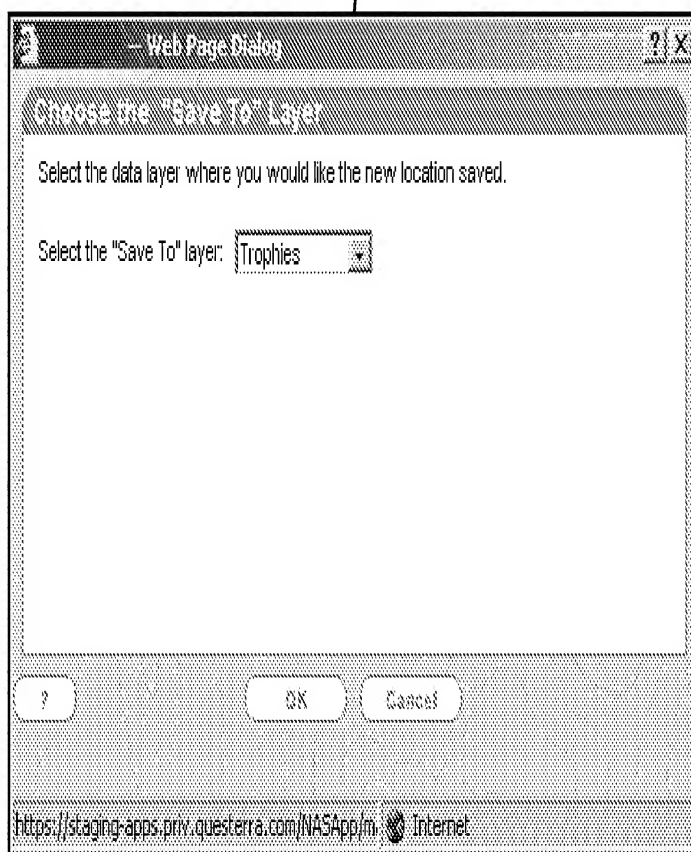 – Web Page Dialog ? X
Choose the "Save To" Layer
Select the data layer where you would like the new location saved.
Select the "Save To" layer: Trophies
? OK Cancel
https://staging-apps.priv.questerra.com/NASApp/m Internet